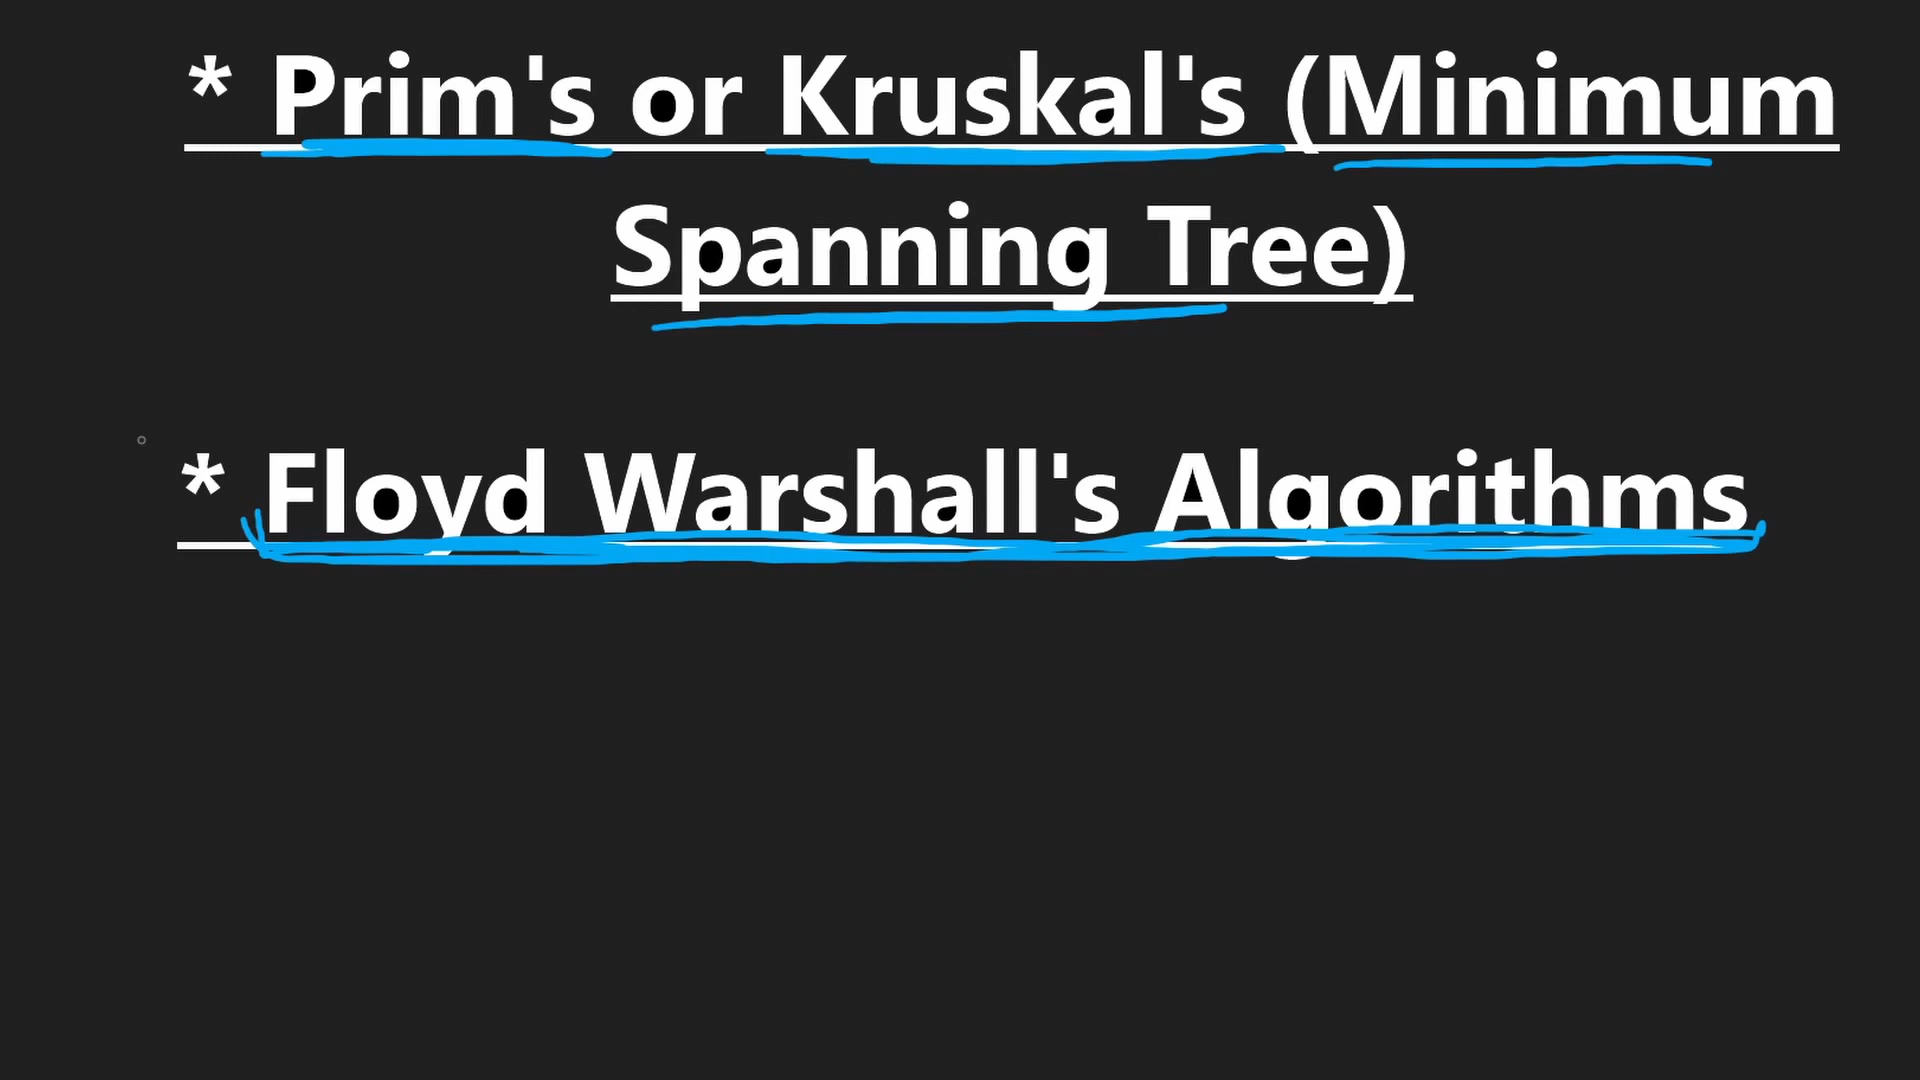 * Prim's or Kruskal's (Minimum
Spanning Tree)
* Floyd Warshall's Algorithms